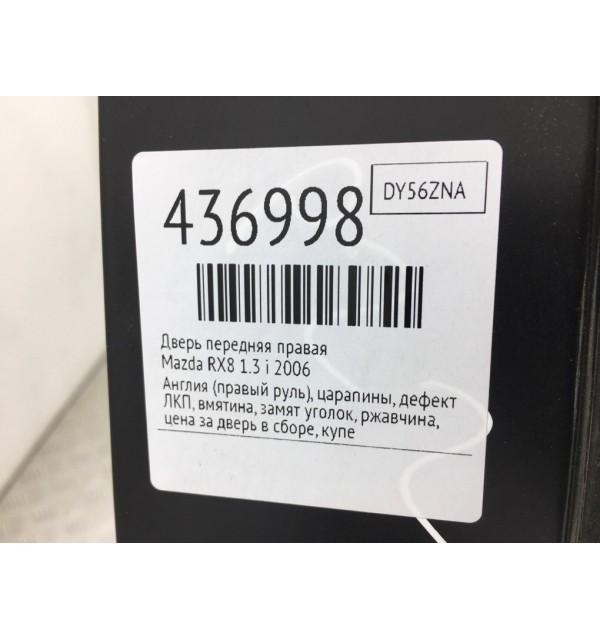 436998
DY56ZNA
Дверь передняя правая
Mazda RX8 1.3 i 2006
Англия (правый руль), царапины, дефект
ЛКП, вмятина, замят уголок, ржавчина,
цена за дверь в сборе, купе